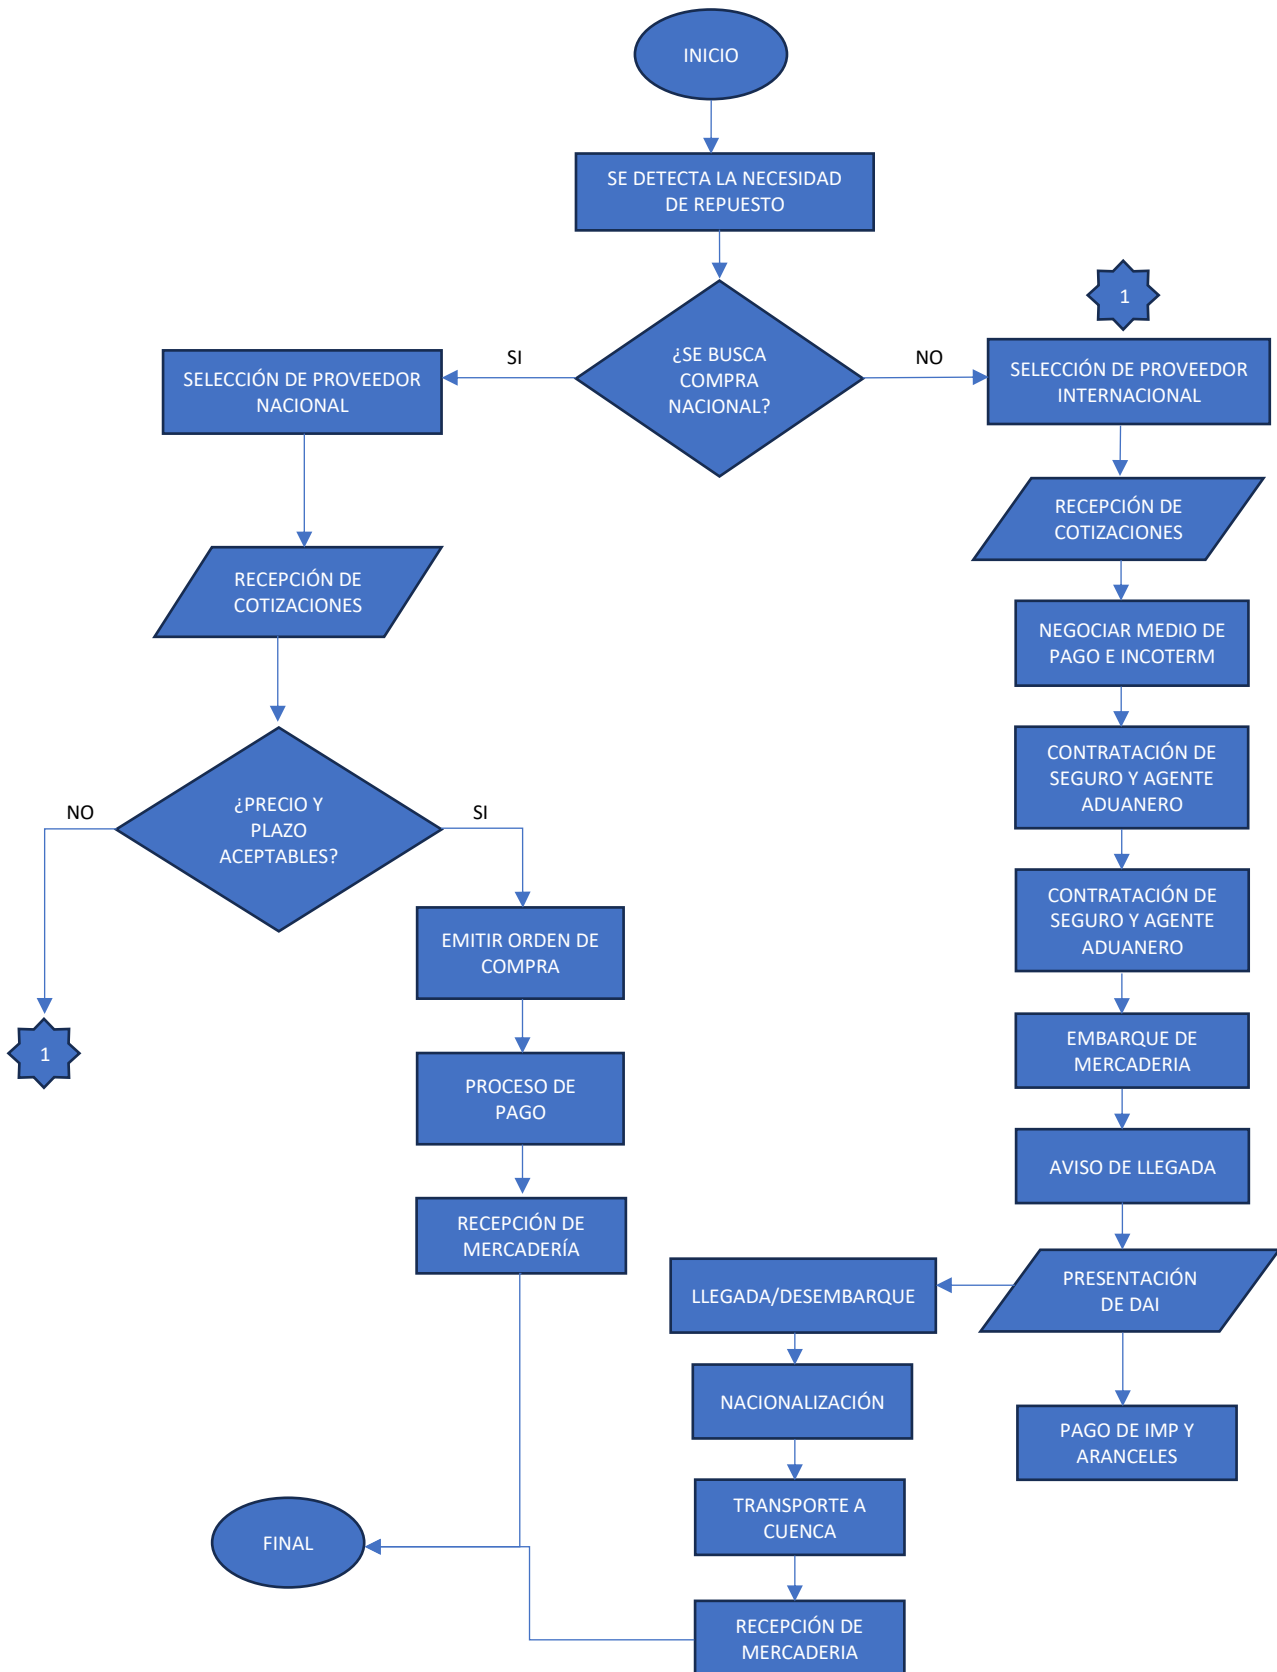 INICIO
SE DETECTA LA NECESIDAD
DE REPUESTO
1
¿SE BUSCA
COMPRA
NACIONAL?
SI
NO
SELECCIÓN DE PROVEEDOR
NACIONAL
SELECCIÓN DE PROVEEDOR
INTERNACIONAL
RECEPCIÓN DE
COTIZACIONES
RECEPCIÓN DE
COTIZACIONES
NEGOCIAR MEDIO DE
PAGO E INCOTERM
CONTRATACIÓN DE
SEGURO Y AGENTE
ADUANERO
¿PRECIO Y
PLAZO
ACEPTABLES?
NO
SI
CONTRATACIÓN DE
SEGURO Y AGENTE
ADUANERO
EMITIR ORDEN DE
COMPRA
1
EMBARQUE DE
MERCADERIA
PROCESO DE
PAGO
AVISO DE LLEGADA
RECEPCIÓN DE
MERCADERÍA
PRESENTACIÓN
DE DAI
LLEGADA/DESEMBARQUE
NACIONALIZACIÓN
PAGO DE IMP Y
ARANCELES
TRANSPORTE A
CUENCA
FINAL
RECEPCIÓN DE
MERCADERIA